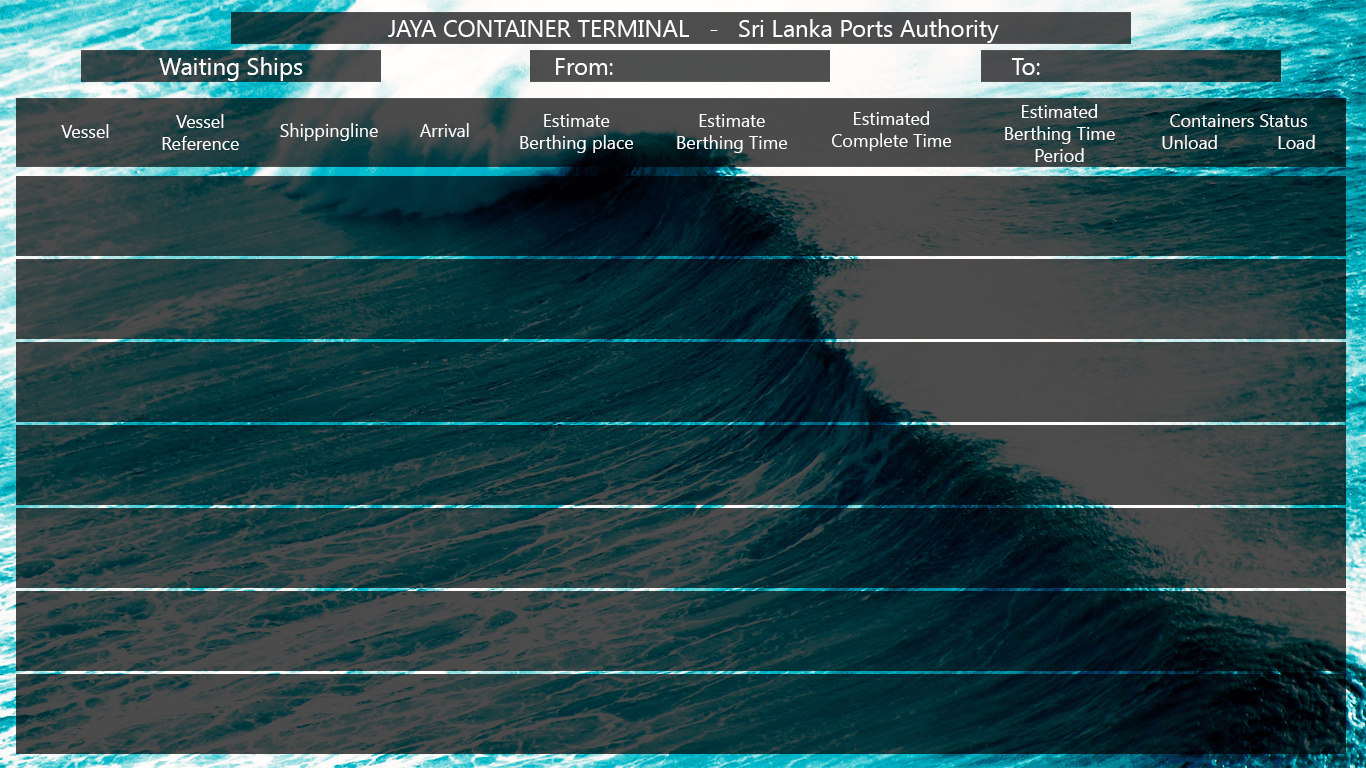 JAYA CONTAINER TERMINAL - Sri Lanka Ports Authority
Waiting Ships From: To:
Vessel
Vessel
Reference
Shippingline
Arrival
Estimate
Berthing place
Estimate
Berthing Time
Estimated
Complete Time
Estimated
Berthing Time
Period
Containers Status
Unload Load